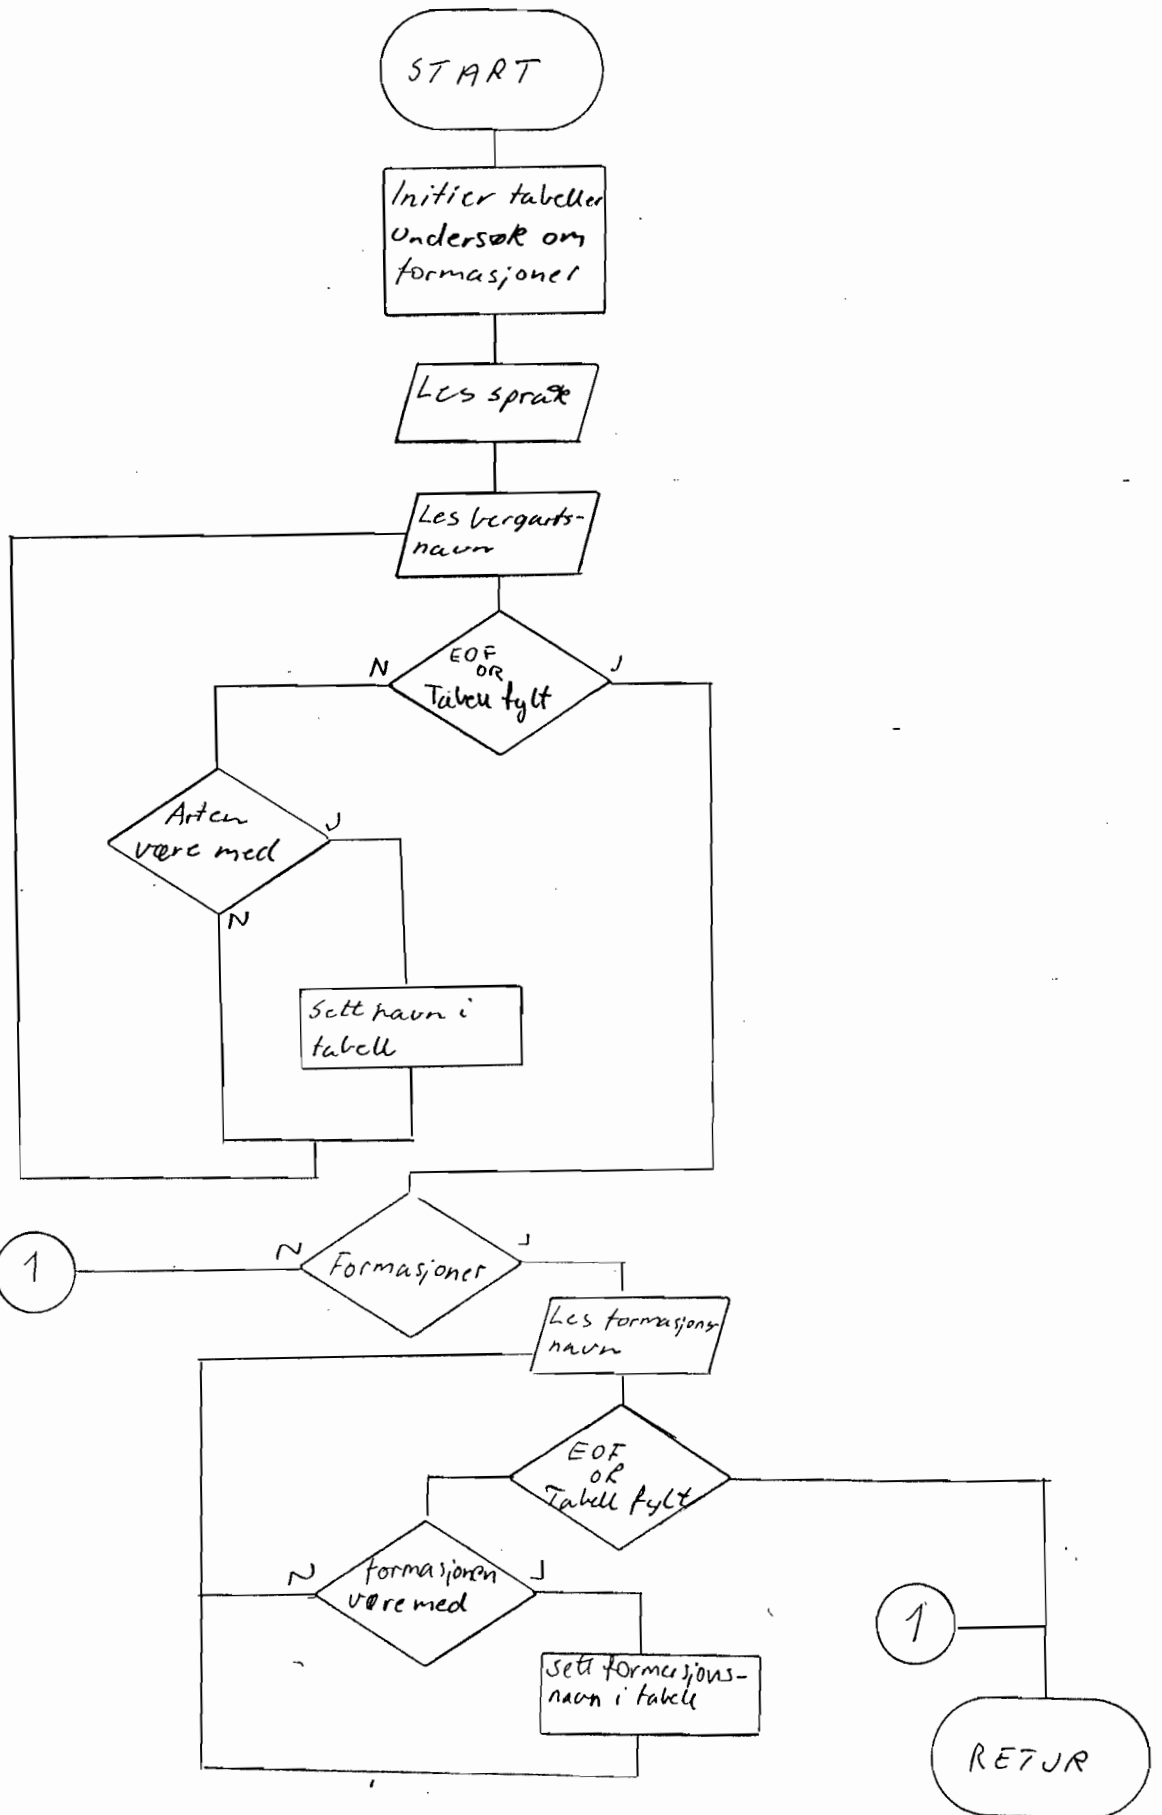 START
Initier tabeller
Undersøk om
formasjoner
Les språk
Les bergarts-
navn
N
EOF
OR
Tabell fylt
J
Arten
være med
J
N
Sett navn i
tabell
1
N
Formasjoner
J
Les formasjons-
navn
EOF
OR
Tabell fylt
N
formasjonen
være med
J
1
Sett formasjons-
navn i tabell
RETUR